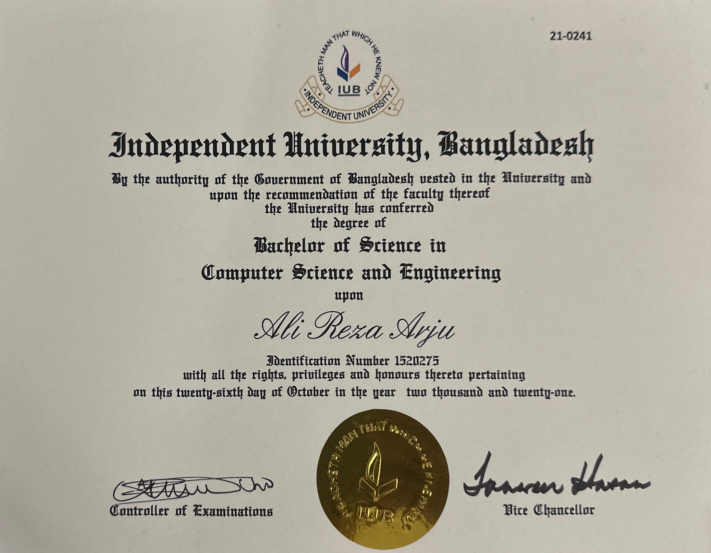 21-0241
TEACHETH MAN THAT WHICH HE KNEW NOT
IUB
INDEPENDENT UNIVERSITY
Independent University, Bangladesh
By the authority of the Government of Bangladesh vested in the University and
upon the recommendation of the faculty thereof
the University has conferred
the degree of
Bachelor of Science in
Computer Science and Engineering
upon
Ali Reza Arju
Identification Number 1520275
with all the rights, privileges and honours thereto pertaining
on this twenty-sixth day of October in the year two thousand and twenty-one.
TEACHETH MAN THAT WHICH HE KNEW NOT
IUB
Tanweer Hasan
Controller of Examinations
Vice Chancellor